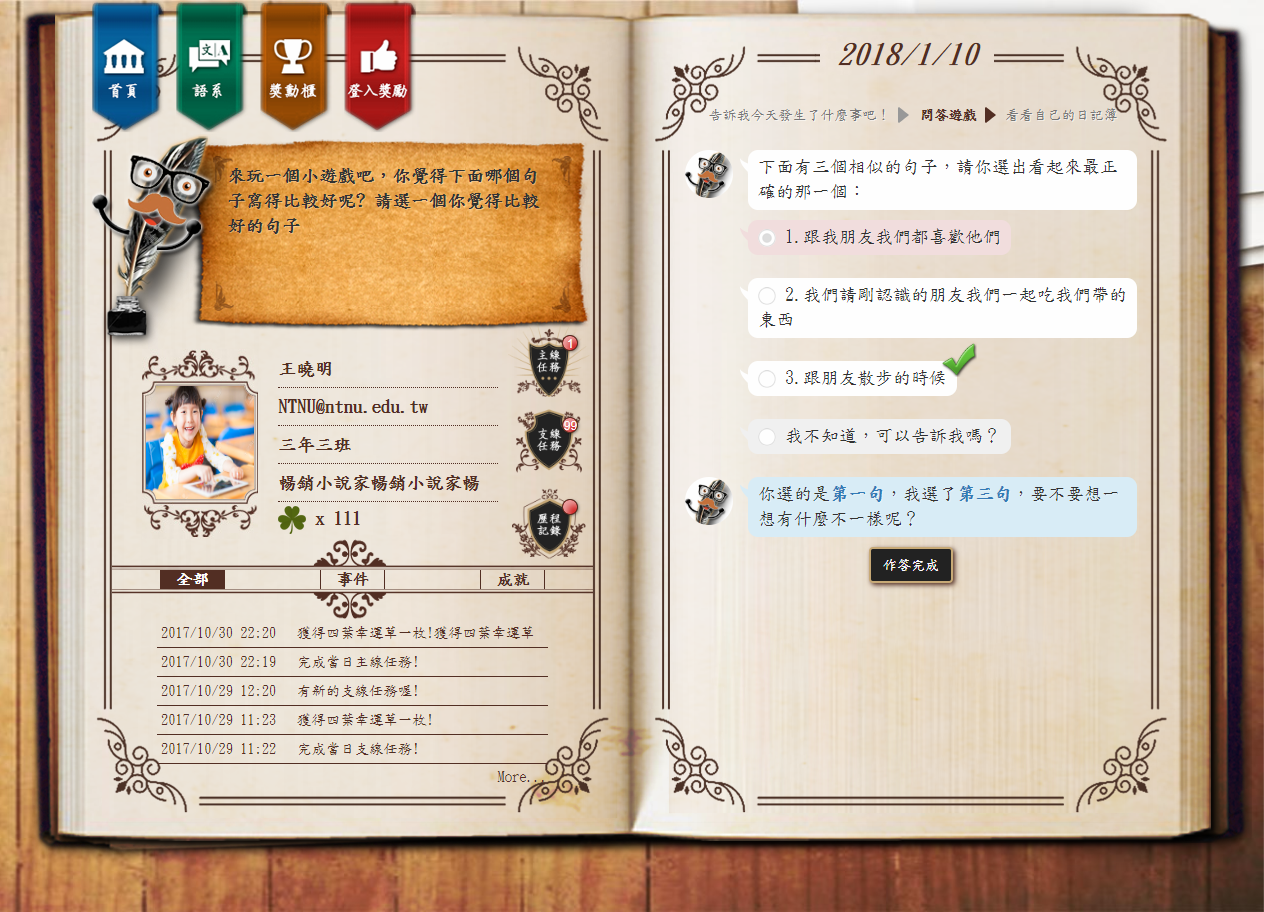 首頁
語系
獎勳櫃
登入獎勵
來玩一個小遊戲吧，你覺得下面哪個句
子寫得比較好呢？請選一個你覺得比較
好的句子
王曉明
NTNU@ntnu.edu.tw
三年三班
暢銷小說家暢銷小說家暢
x 111
主線
任務
1
支線
任務
99
歷程
記錄
全部
事件
成就
2017/10/30 22:20 獲得四葉幸運草一枚!獲得四葉幸運草
2017/10/30 22:19 完成當日主線任務!
2017/10/29 12:20 有新的支線任務喔!
2017/10/29 11:23 獲得四葉幸運草一枚!
2017/10/29 11:22 完成當日支線任務!
More...
2018/1/10
告訴我今天發生了什麼事吧！
問答遊戲
看看自己的日記簿
下面有三個相似的句子，請你選出看起來最正
確的那一個：
1.跟我朋友我們都喜歡他們
2.我們請剛認識的朋友我們一起吃我們帶的
東西
3.跟朋友散步的時候
我不知道，可以告訴我嗎？
你選的是第一句，我選了第三句，要不要想一
想有什麼不一樣呢？
作答完成